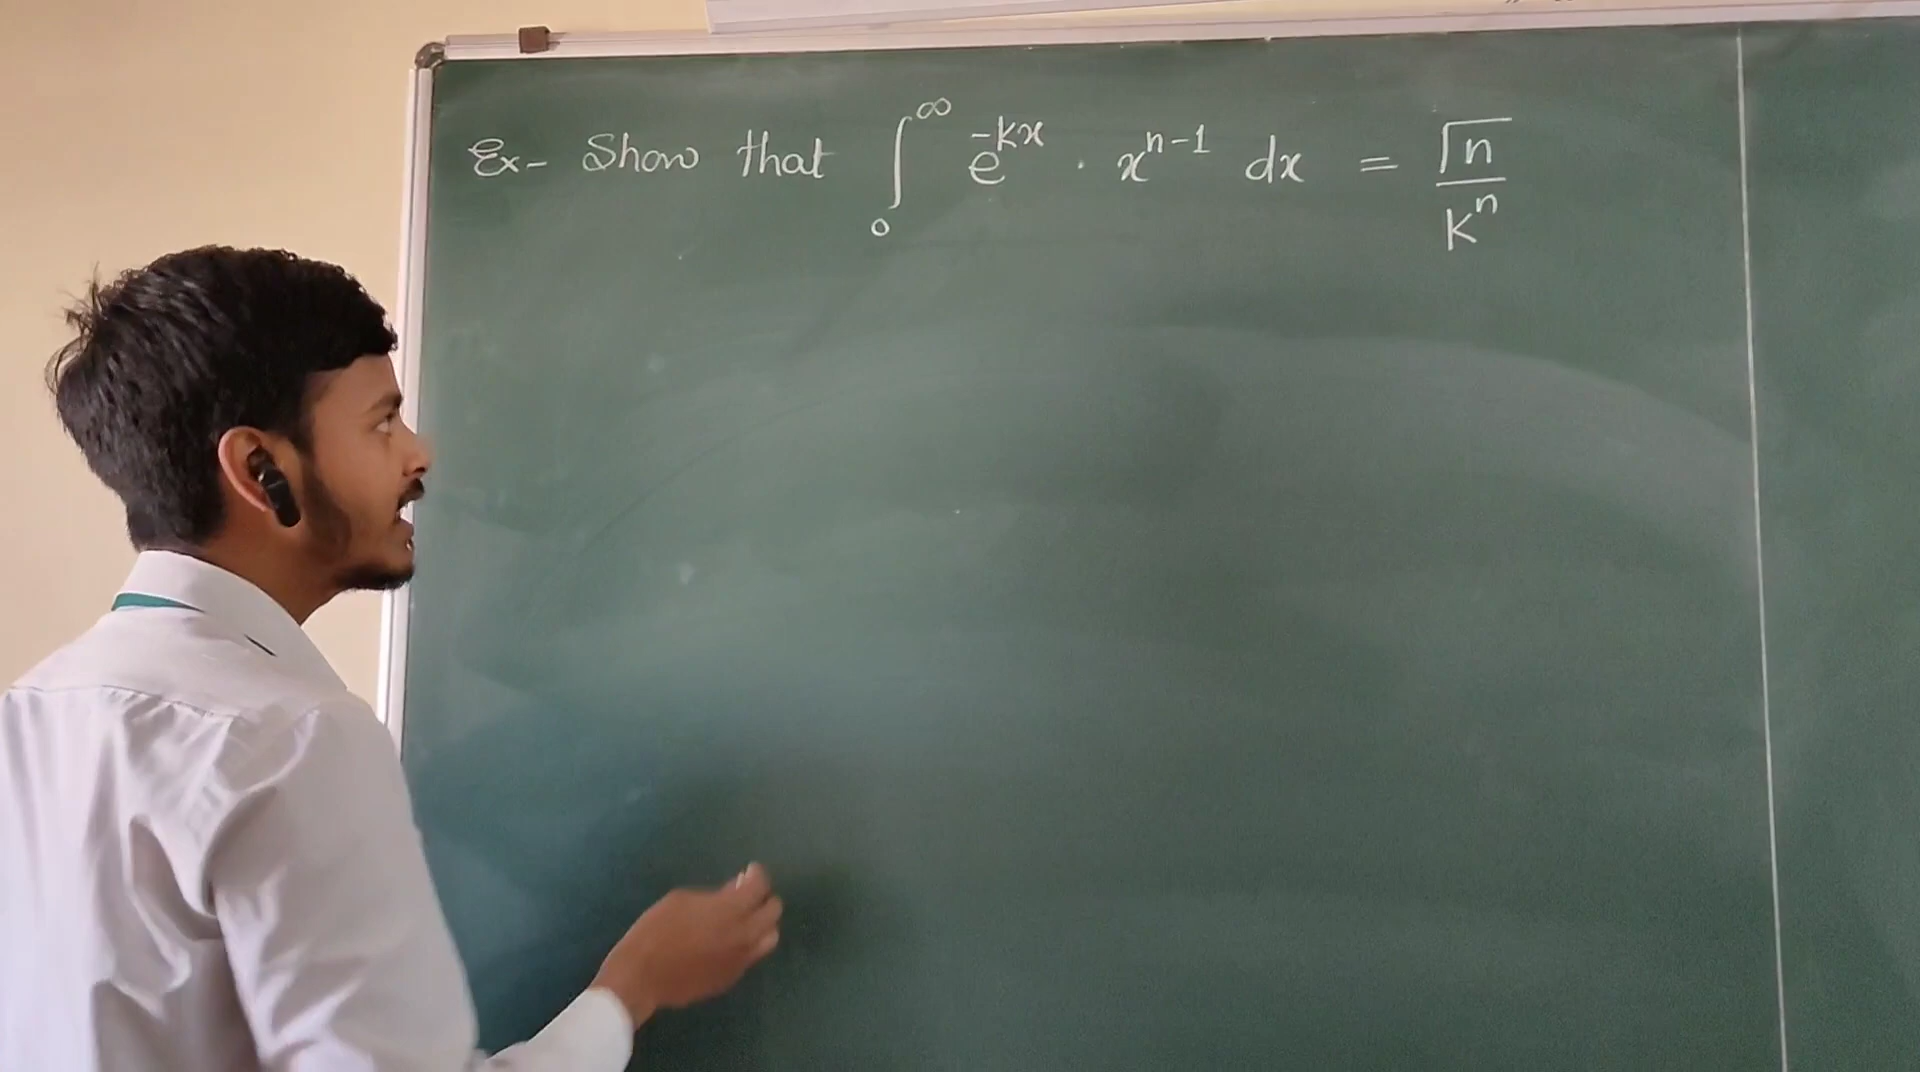 Ex- Show that ∫₀^∞ e^{-kx} · x^{n-1} dx = Γn / k^n